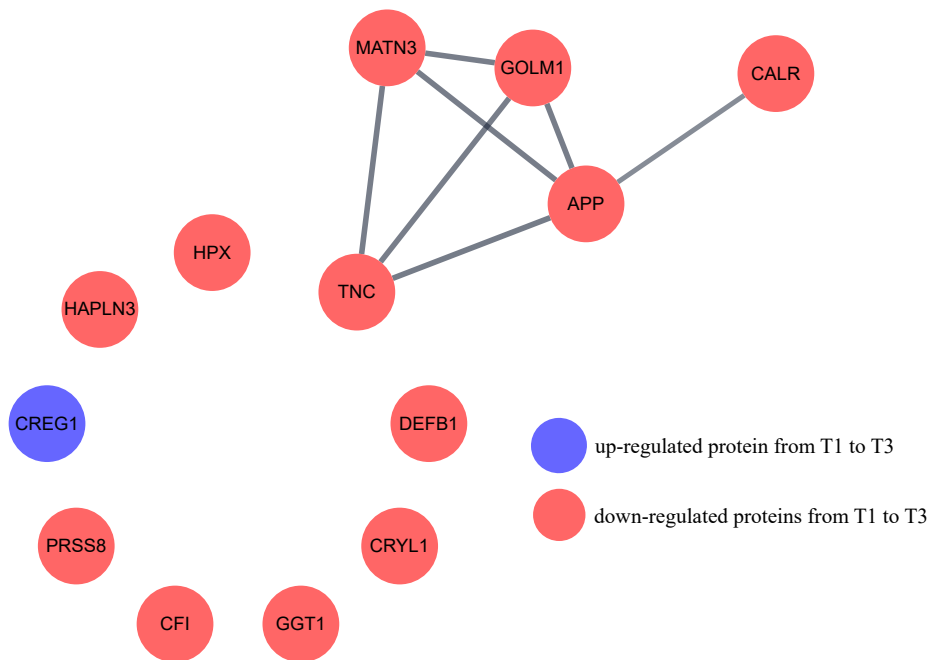 MATN3
GOLM1
CALR
APP
HPX
TNC
HAPLN3
CREG1
DEFB1
up-regulated protein from T1 to T3
down-regulated proteins from T1 to T3
PRSS8
CRYL1
CFI
GGT1